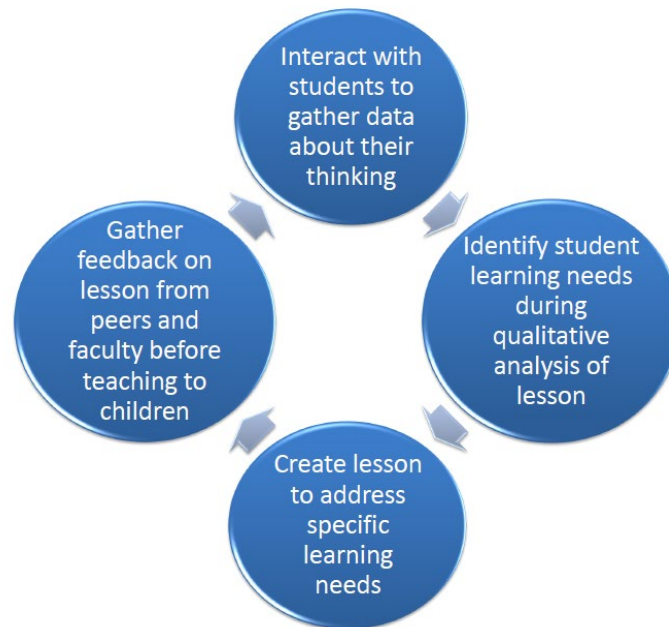 Interact with
students to
gather data
about their
thinking
Identify student
learning needs
during
qualitative
analysis of
lesson
Create lesson
to address
specific
learning
needs
Gather
feedback on
lesson from
peers and
faculty before
teaching to
children